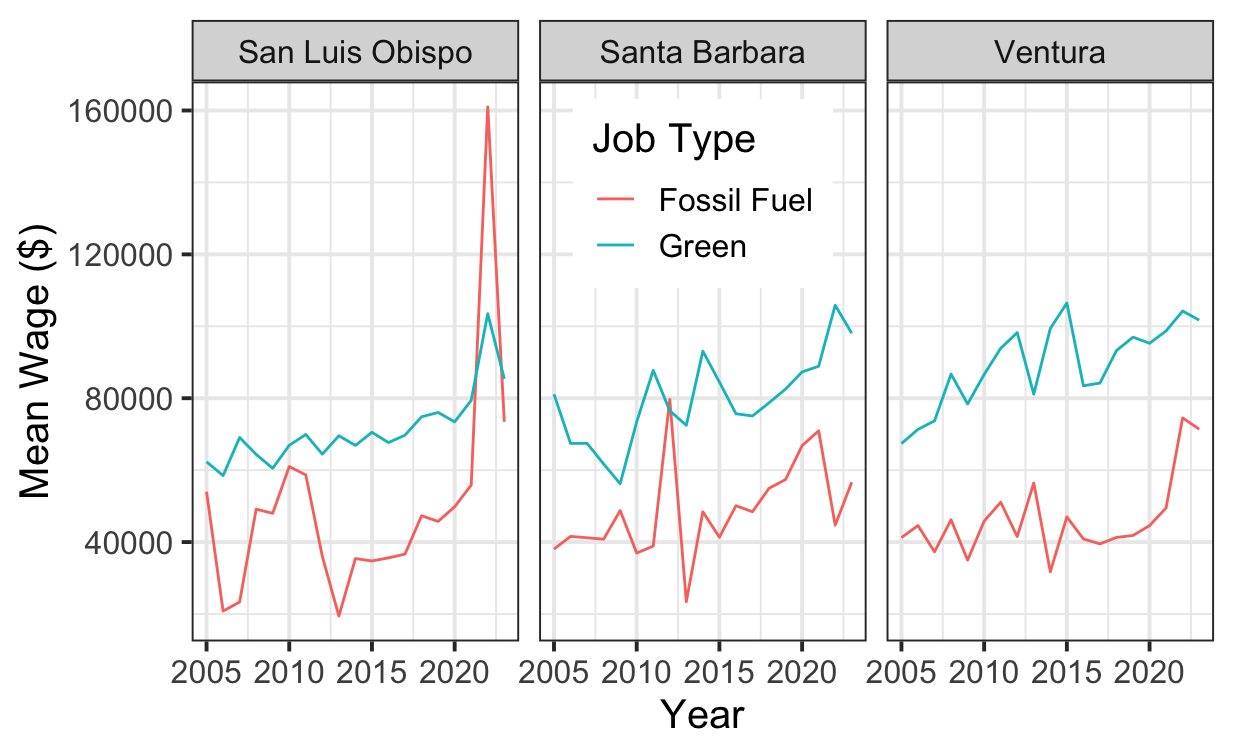 San Luis Obispo Santa Barbara Ventura
160000
120000
80000
40000
Mean Wage ($)
Job Type
Fossil Fuel
Green
2005 2010 2015 2020 2005 2010 2015 2020 2005 2010 2015 2020
Year